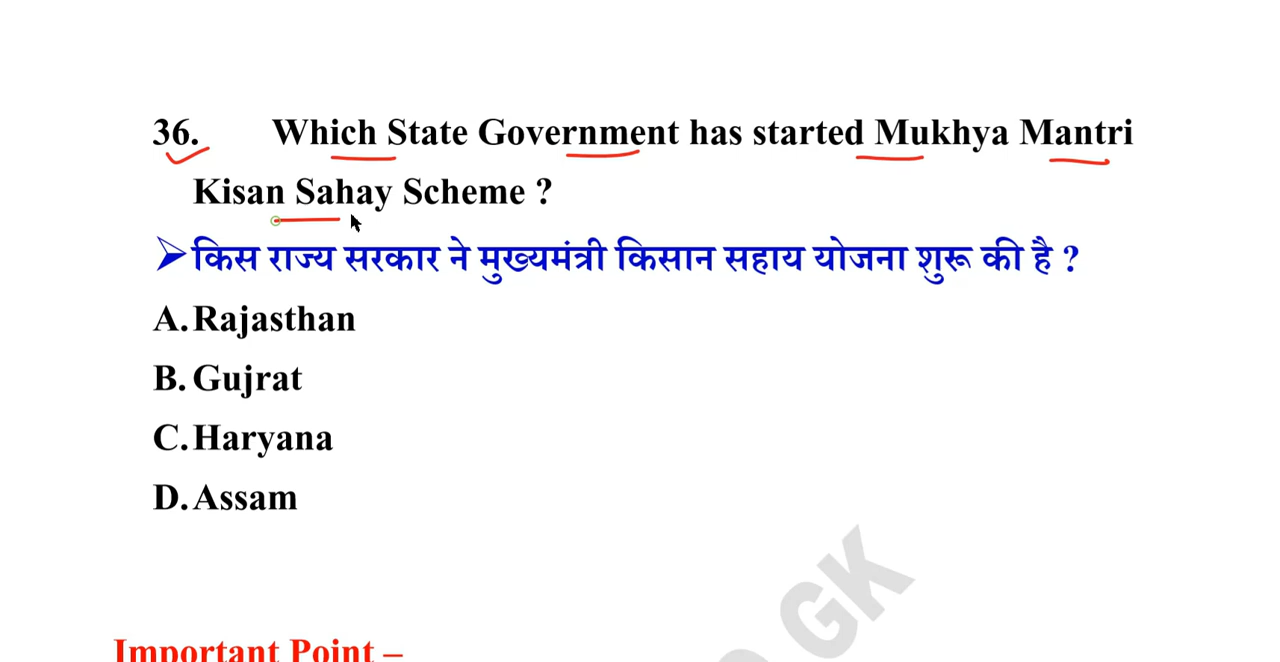 36. Which State Government has started Mukhya Mantri
Kisan Sahay Scheme ?
➢किस राज्य सरकार ने मुख्यमंत्री किसान सहाय योजना शुरू की है ?
A. Rajasthan
B. Gujrat
C. Haryana
D. Assam
GK
Important Point –